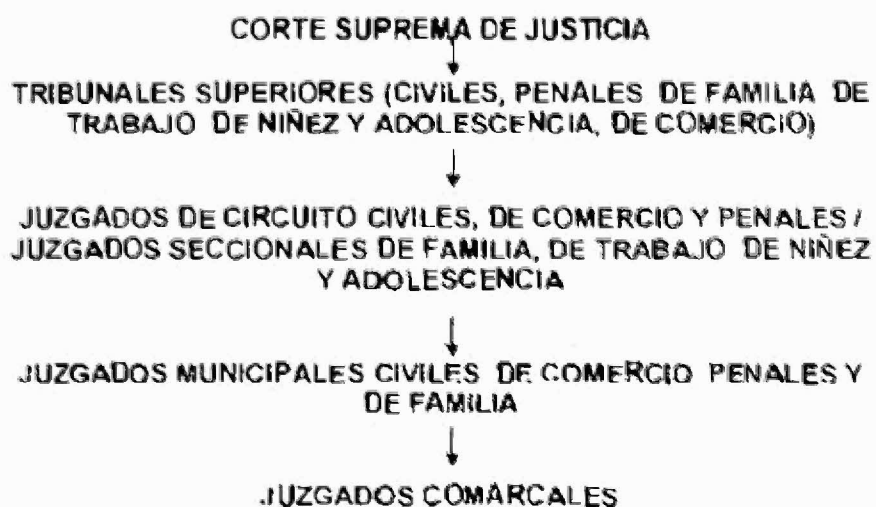 CORTE SUPREMA DE JUSTICIA
TRIBUNALES SUPERIORES (CIVILES, PENALES DE FAMILIA DE
TRABAJO DE NIÑEZ Y ADOLESCENCIA, DE COMERCIO)
JUZGADOS DE CIRCUITO CIVILES, DE COMERCIO Y PENALES /
JUZGADOS SECCIONALES DE FAMILIA, DE TRABAJO DE NIÑEZ
Y ADOLESCENCIA
JUZGADOS MUNICIPALES CIVILES DE COMERCIO PENALES Y
DE FAMILIA
JUZGADOS COMARCALES